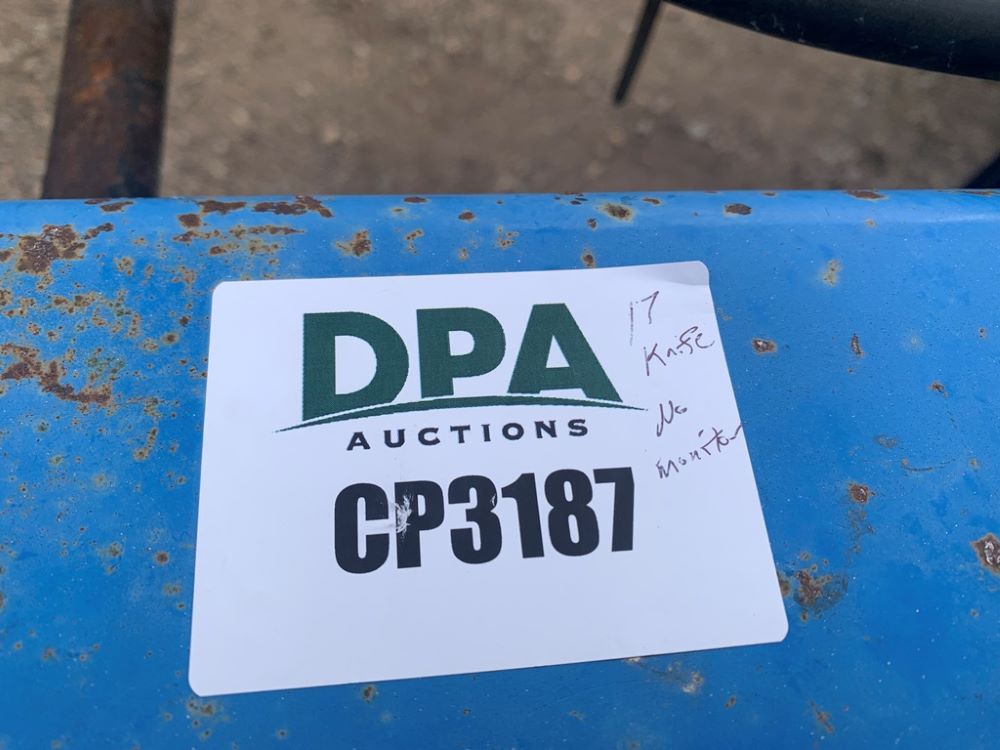 DPA
AUCTIONS
CP3187
17
Knife
No
monitor